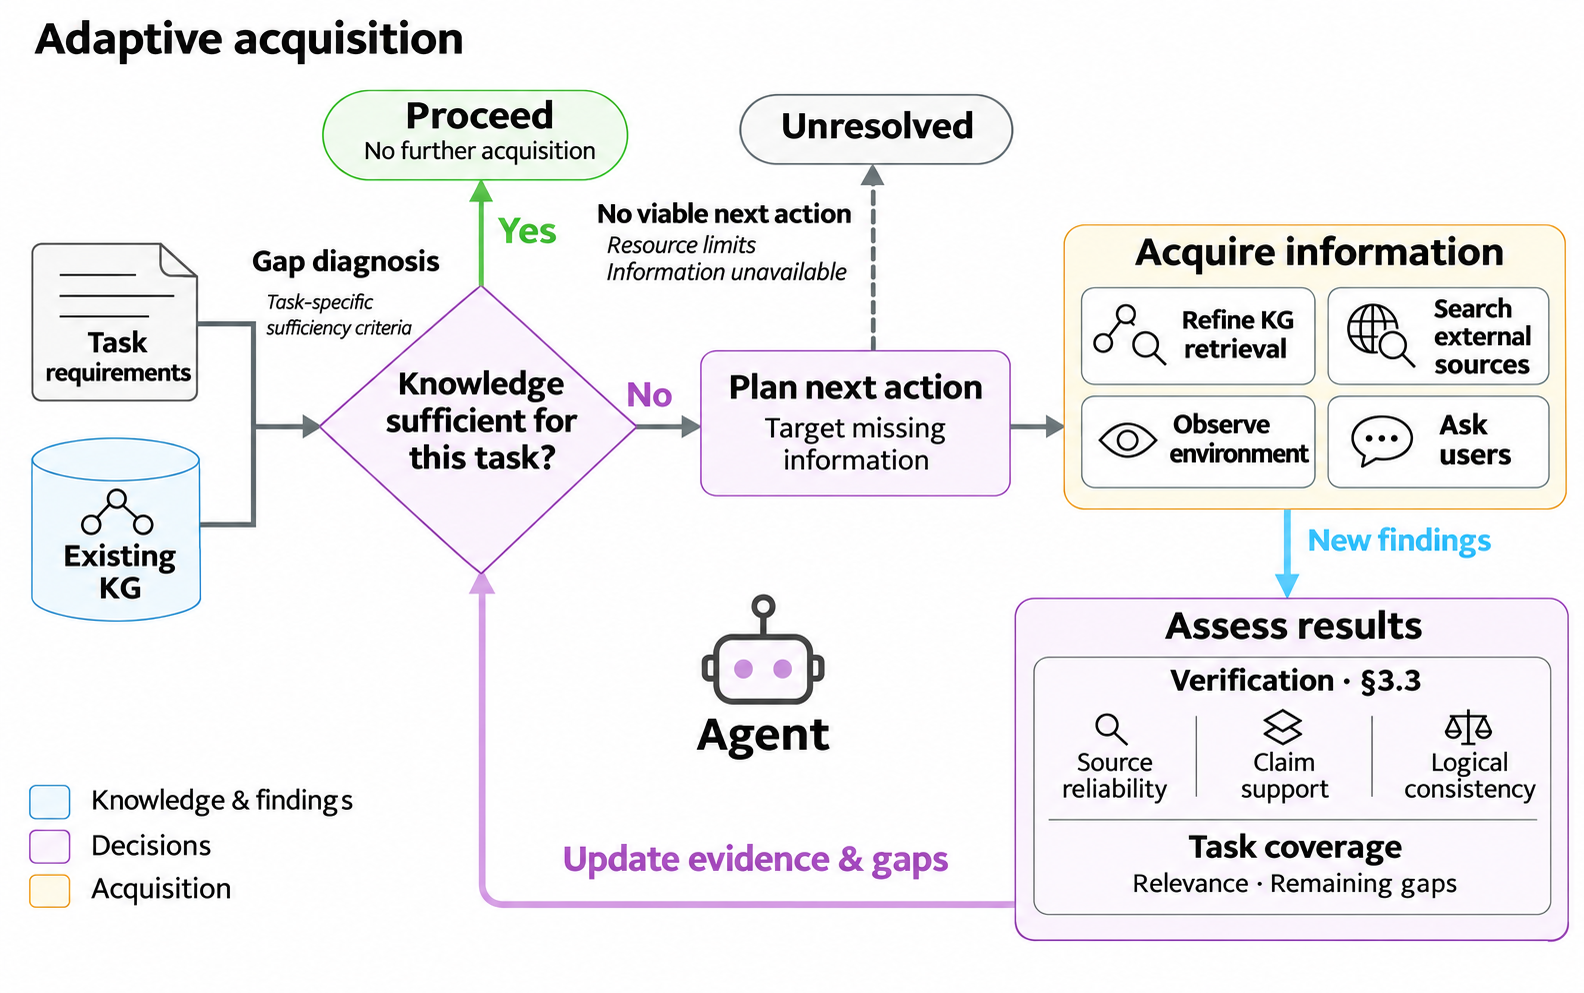 Adaptive acquisition
Proceed
No further acquisition
Unresolved
Yes
No viable next action
Resource limits
Information unavailable
Gap diagnosis
Task-specific
sufficiency criteria
Task
requirements
Existing
KG
Knowledge
sufficient for
this task?
No
Plan next action
Target missing
information
Acquire information
Refine KG
retrieval
Search
external
sources
Observe
environment
Ask
users
New findings
Assess results
Verification · §3.3
Source
reliability
Claim
support
Logical
consistency
Task coverage
Relevance · Remaining gaps
Agent
Update evidence & gaps
Knowledge & findings
Decisions
Acquisition